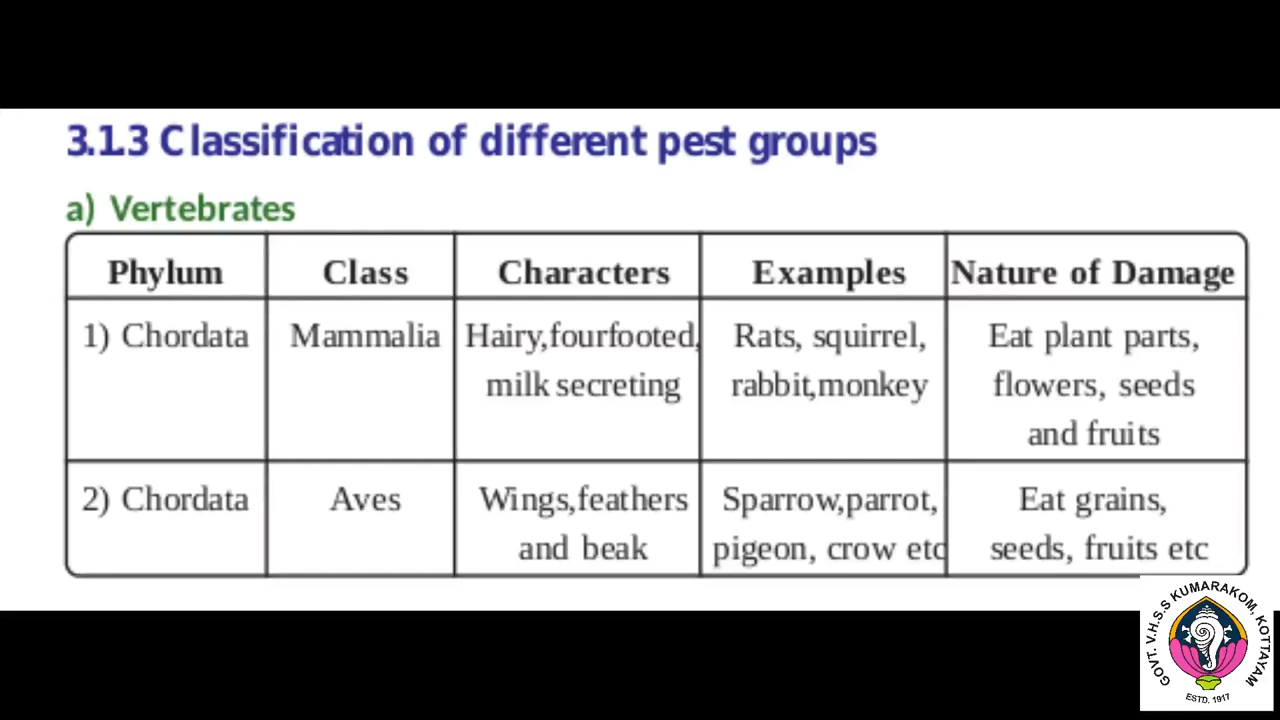 3.1.3 Classification of different pest groups
a) Vertebrates
Phylum Class Characters Examples Nature of Damage
1) Chordata Mammalia Hairy,fourfooted, Rats, squirrel, Eat plant parts,
milk secreting rabbit,monkey flowers, seeds
and fruits
2) Chordata Aves Wings,feathers Sparrow,parrot, Eat grains,
and beak pigeon, crow etc seeds, fruits etc
GOVT. V.H.S.S KUMARAKOM, KOTTAYAM
ESTD. 1917